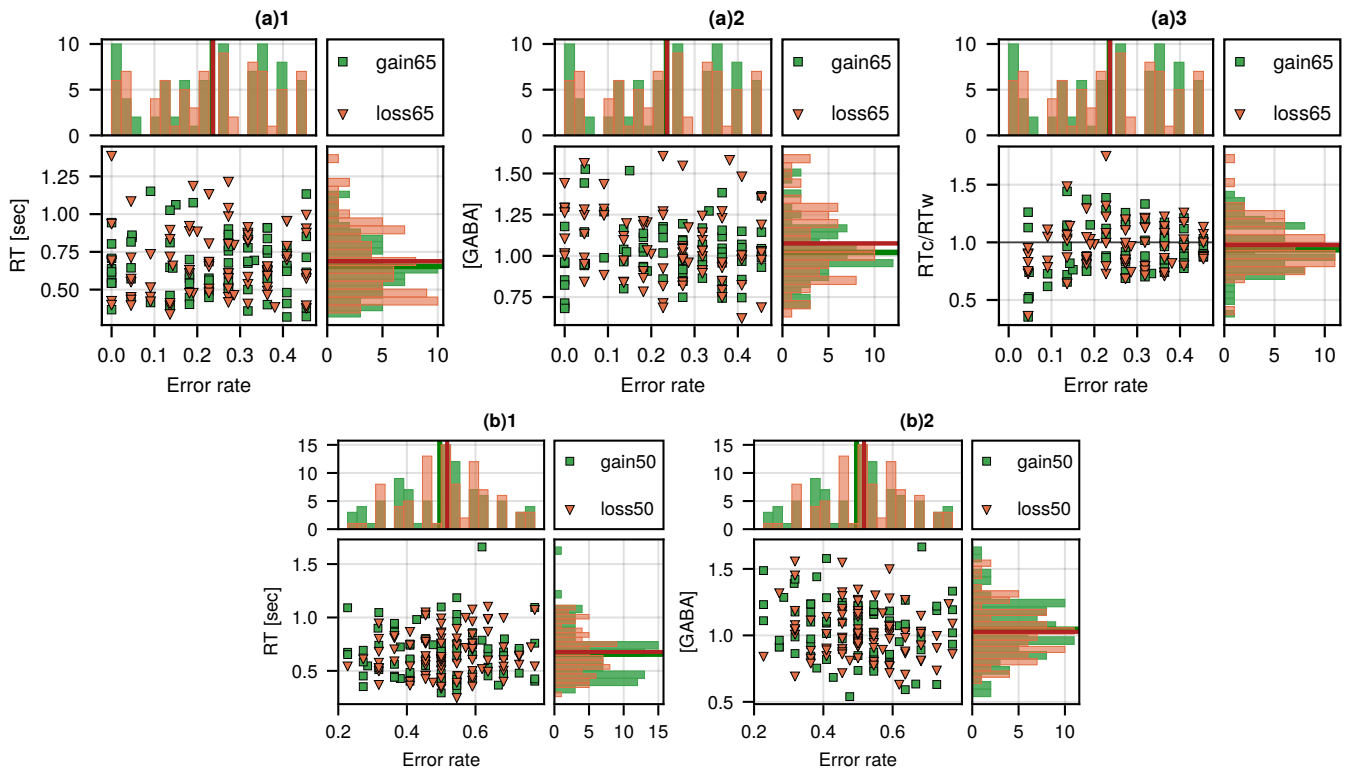 (a)1
10
5
0
gain65
loss65
RT [sec]
1.25
1.00
0.75
0.50
0.0 0.1 0.2 0.3 0.4
0 5 10
Error rate
(a)2
10
5
0
gain65
loss65
[GABA]
1.50
1.25
1.00
0.75
0.0 0.1 0.2 0.3 0.4
0 5 10
Error rate
(a)3
10
5
0
gain65
loss65
RTc/RTw
1.5
1.0
0.5
0.0 0.1 0.2 0.3 0.4
0 5 10
Error rate
(b)1
15
10
5
0
gain50
loss50
RT [sec]
1.5
1.0
0.5
0.2 0.4 0.6
0 5 10 15
Error rate
(b)2
15
10
5
0
gain50
loss50
[GABA]
1.5
1.0
0.5
0.2 0.4 0.6
0 5 10
Error rate